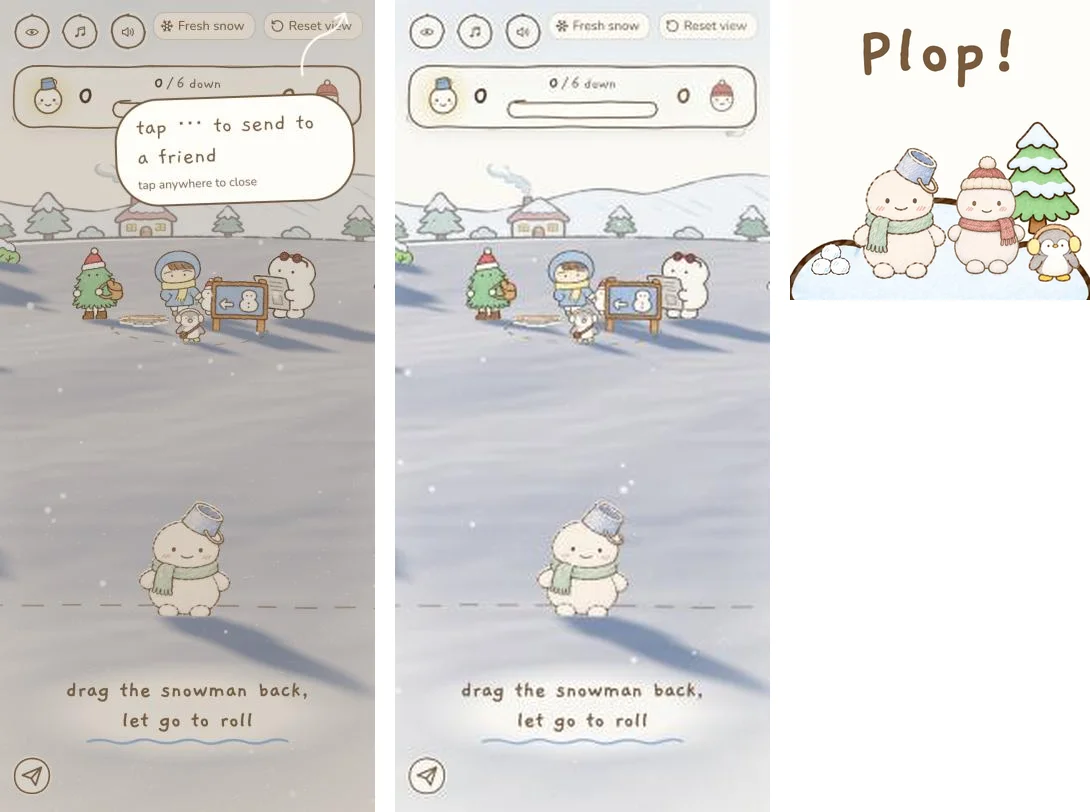 Fresh snow
Reset view
0
0/6 down
0
tap ··· to send to
a friend
tap anywhere to close
drag the snowman back,
let go to roll
Fresh snow
Reset view
0
0/6 down
0
drag the snowman back,
let go to roll
Plop!